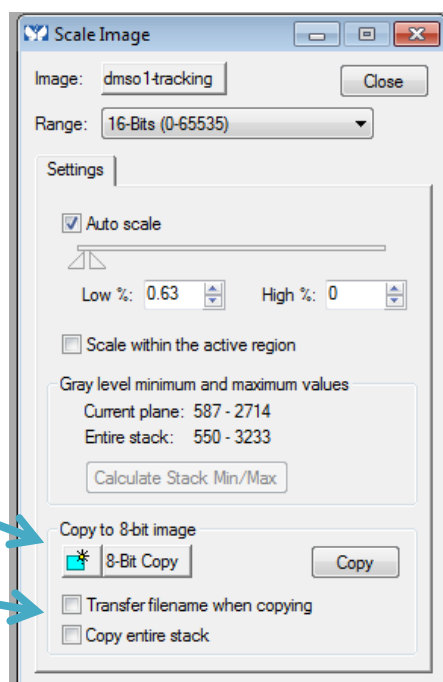 Scale Image
Image: dmso1-tracking Close
Range: 16-Bits (0-65535)
Settings
Auto scale
Low %: 0.63 High %: 0
Scale within the active region
Gray level minimum and maximum values
Current plane: 587 - 2714
Entire stack: 550 - 3233
Calculate Stack Min/Max
Copy to 8-bit image
8-Bit Copy Copy
Transfer filename when copying
Copy entire stack